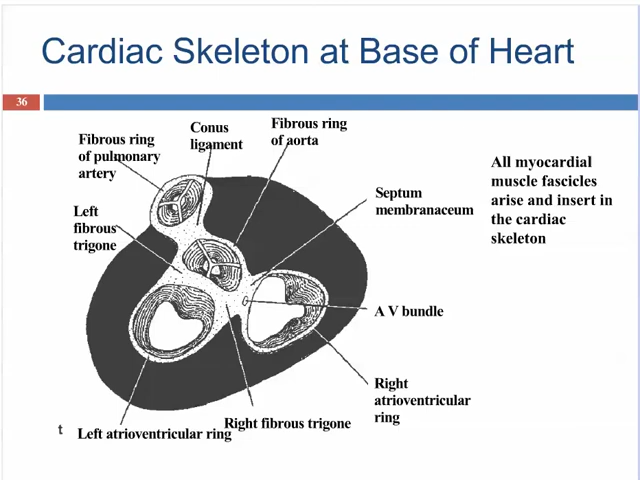 Cardiac Skeleton at Base of Heart
36
Fibrous ring
of pulmonary
artery
Conus
ligament
Fibrous ring
of aorta
Left
fibrous
trigone
Septum
membranaceum
All myocardial
muscle fascicles
arise and insert in
the cardiac
skeleton
A V bundle
Right
atrioventricular
ring
Right fibrous trigone
t
Left atrioventricular ring